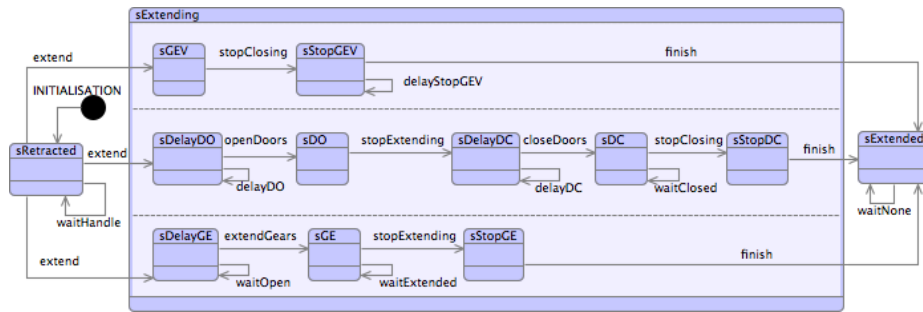 sExtending
sGEV
stopClosing
sStopGEV
finish
extend
delayStopGEV
INITIALISATION
sRetracted
extend
sDelayDO
openDoors
sDO
stopExtending
sDelayDC
closeDoors
sDC
stopClosing
sStopDC
finish
sExtended
delayDO
delayDC
waitClosed
waitHandle
waitNone
sDelayGE
extendGears
sGE
stopExtending
sStopGE
extend
finish
waitOpen
waitExtended